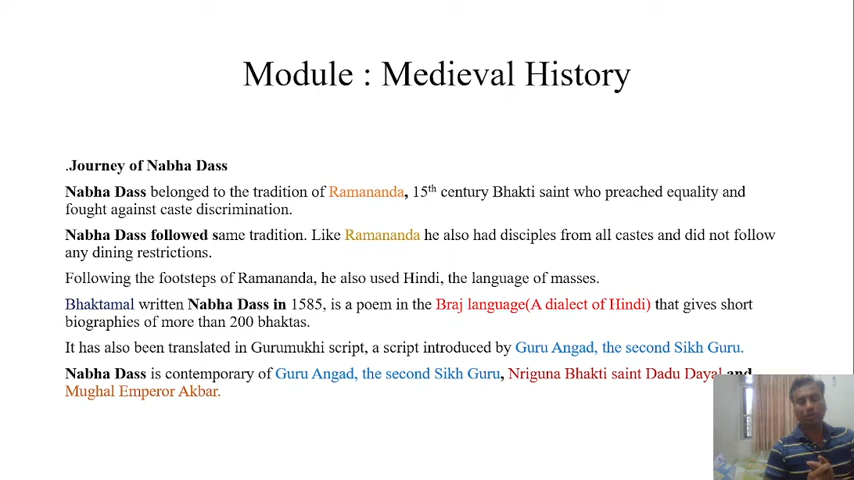 Module : Medieval History
.Journey of Nabha Dass
Nabha Dass belonged to the tradition of Ramananda, 15th century Bhakti saint who preached equality and
fought against caste discrimination.
Nabha Dass followed same tradition. Like Ramananda he also had disciples from all castes and did not follow
any dining restrictions.
Following the footsteps of Ramananda, he also used Hindi, the language of masses.
Bhaktamal written Nabha Dass in 1585, is a poem in the Braj language(A dialect of Hindi) that gives short
biographies of more than 200 bhaktas.
It has also been translated in Gurumukhi script, a script introduced by Guru Angad, the second Sikh Guru.
Nabha Dass is contemporary of Guru Angad, the second Sikh Guru, Nriguna Bhakti saint Dadu Dayal and
Mughal Emperor Akbar.